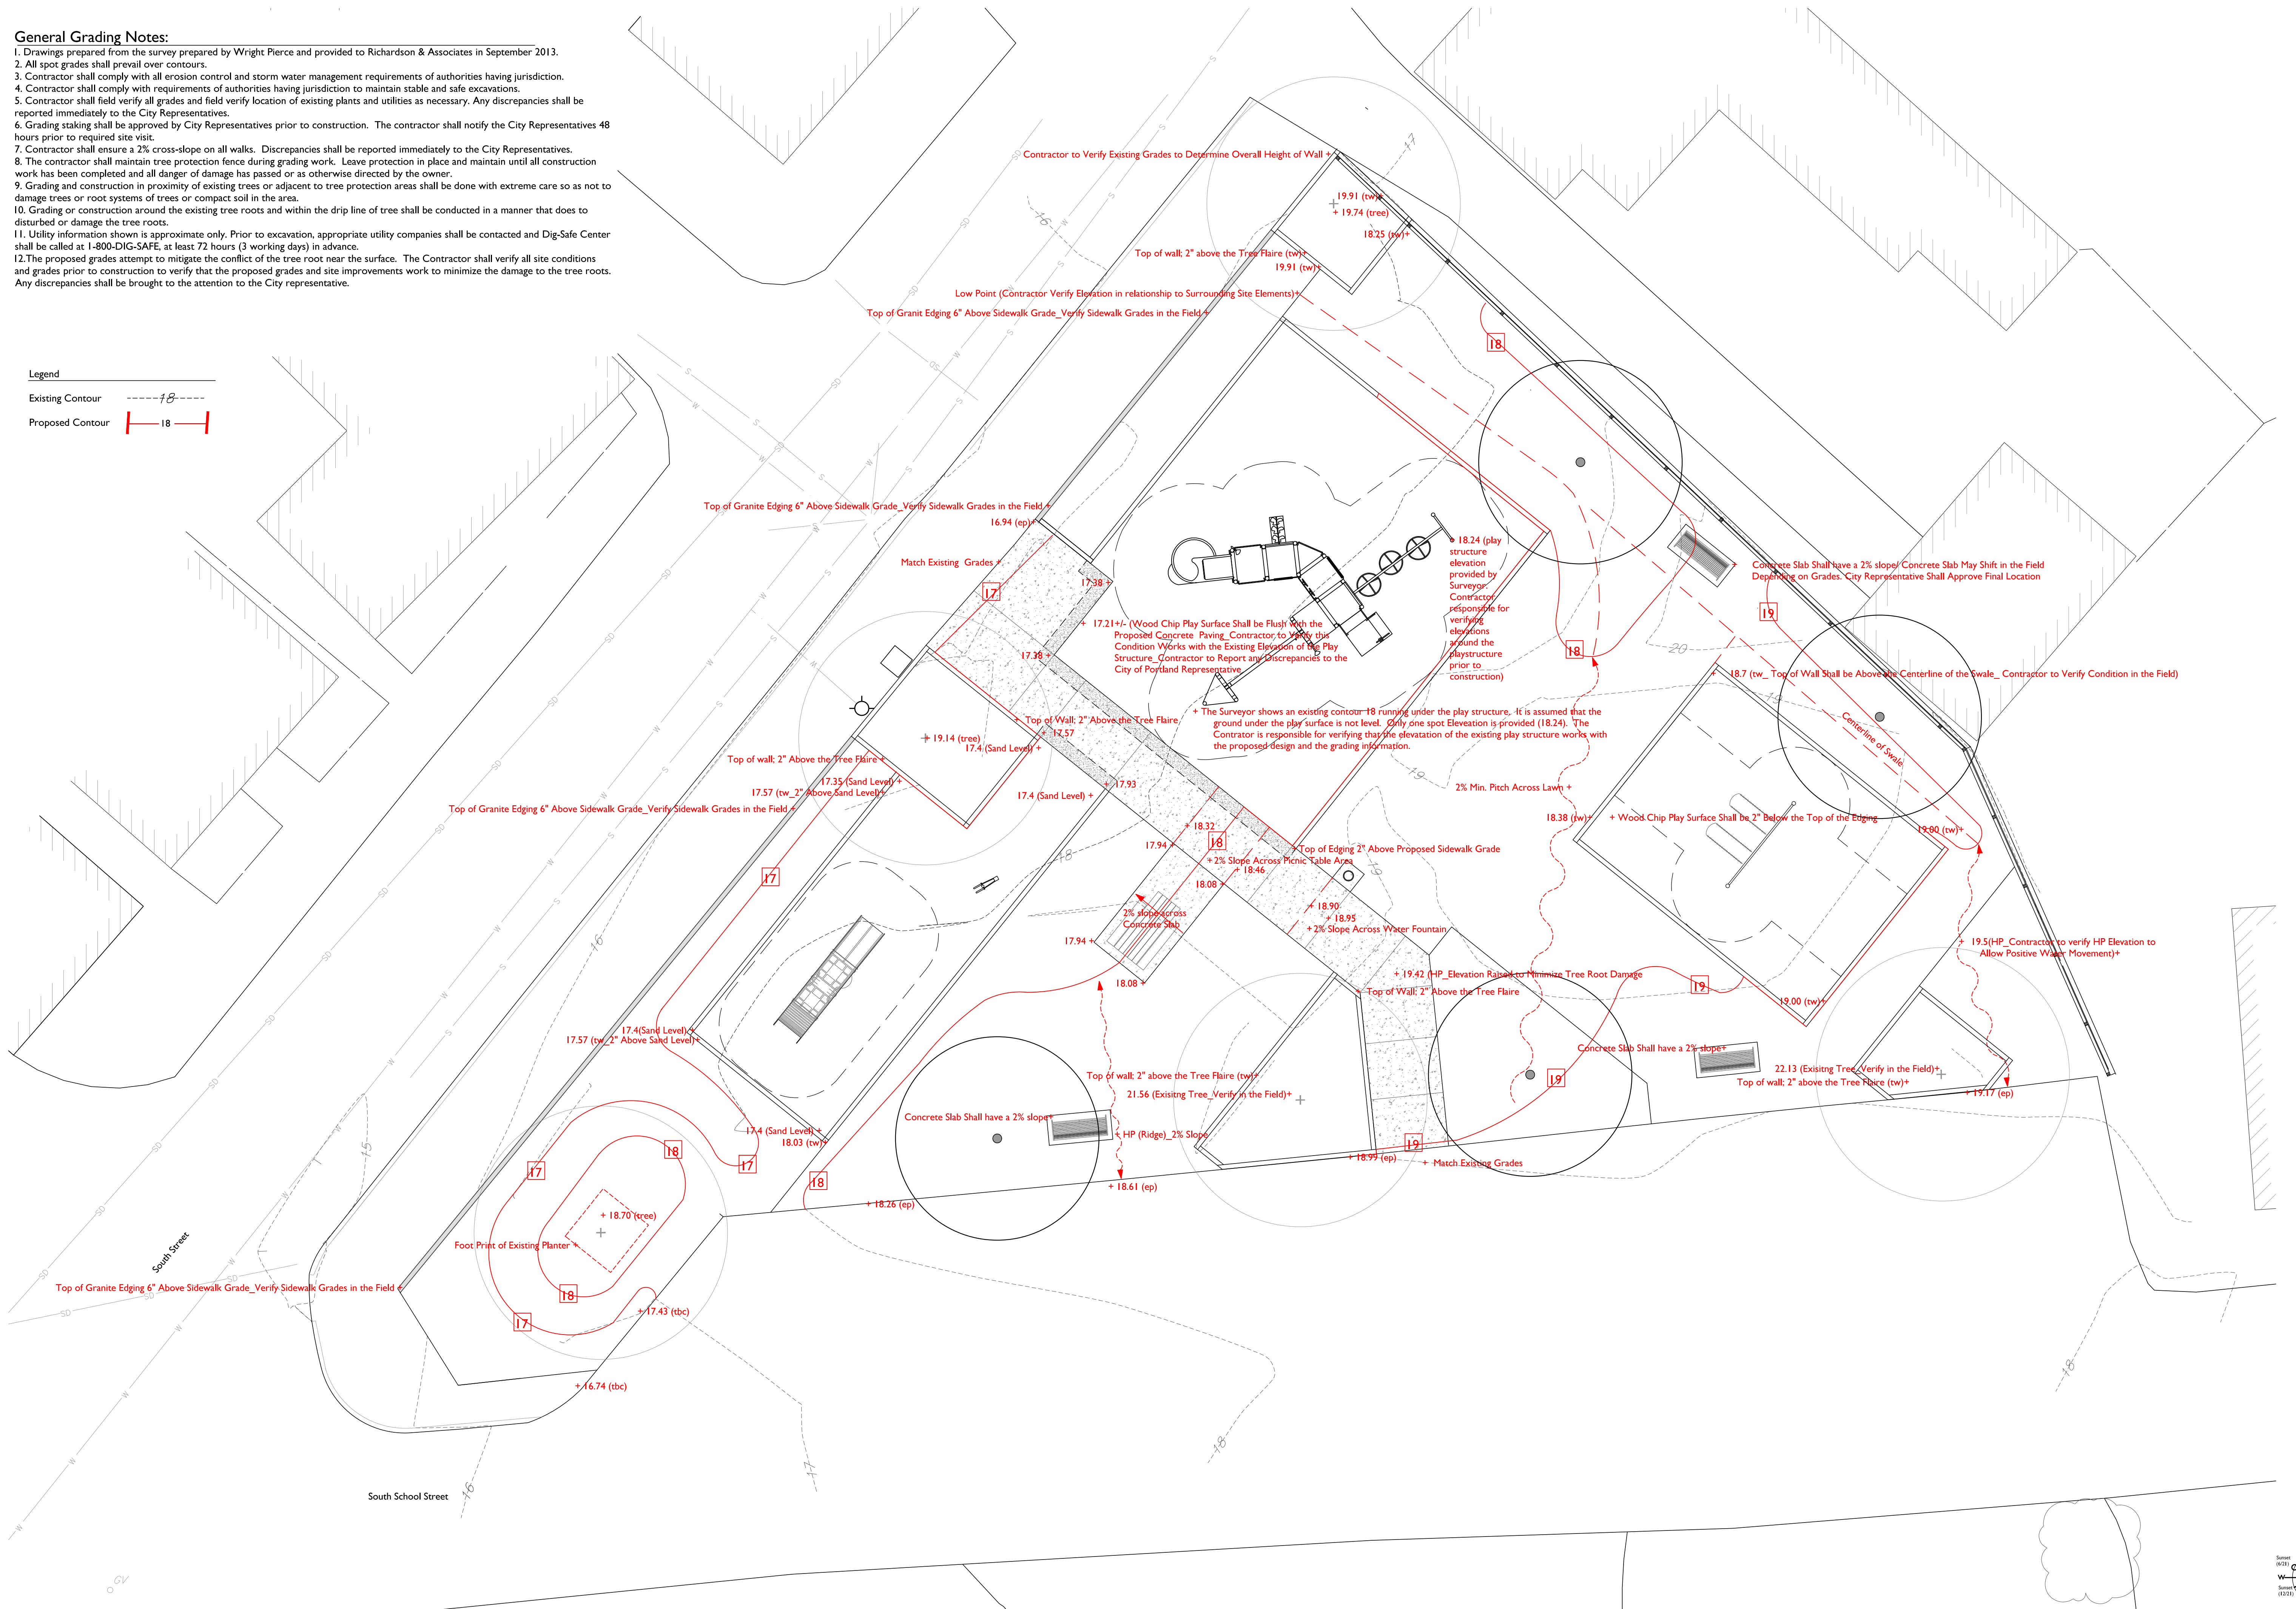 General Grading Notes:
1. Drawings prepared from the survey prepared by Wright Pierce and provided to Richardson & Associates in September 2013.
2. All spot grades shall prevail over contours.
3. Contractor shall comply with all erosion control and storm water management requirements of authorities having jurisdiction.
4. Contractor shall comply with requirements of authorities having jurisdiction to maintain stable and safe excavations.
5. Contractor shall field verify all grades and field verify location of existing plants and utilities as necessary. Any discrepancies shall be
reported immediately to the City Representatives.
6. Grading staking shall be approved by City Representatives prior to construction. The contractor shall notify the City Representatives 48
hours prior to required site visit.
7. Contractor shall ensure a 2% cross-slope on all walks. Discrepancies shall be reported immediately to the City Representatives.
8. The contractor shall maintain tree protection fence during grading work. Leave protection in place and maintain until all construction
work has been completed and all danger of damage has passed or as otherwise directed by the owner.
9. Grading and construction in proximity of existing trees or adjacent to tree protection areas shall be done with extreme care so as not to
damage trees or root systems of trees or compact soil in the area.
10. Grading or construction around the existing tree roots and within the drip line of tree shall be conducted in a manner that does to
disturbed or damage the tree roots.
11. Utility information shown is approximate only. Prior to excavation, appropriate utility companies shall be contacted and Dig-Safe Center
shall be called at 1-800-DIG-SAFE, at least 72 hours (3 working days) in advance.
12.The proposed grades attempt to mitigate the conflict of the tree root near the surface. The Contractor shall verify all site conditions
and grades prior to construction to verify that the proposed grades and site improvements work to minimize the damage to the tree roots.
Any discrepancies shall be brought to the attention to the City representative.
Legend
Existing Contour 18
Proposed Contour 18
Contractor to Verify Existing Grades to Determine Overall Height of Wall +
17
16
19.91 (tw)
+ 19.74 (tree)
18.25 (tw)+
Top of wall; 2" above the Tree Flaire (tw)+
19.91 (tw)
Low Point (Contractor Verify Elevation in relationship to Surrounding Site Elements)+
Top of Granit Edging 6" Above Sidewalk Grade_Verify Sidewalk Grades in the Field +
18
Top of Granite Edging 6" Above Sidewalk Grade_Verify Sidewalk Grades in the Field +
16.94 (ep)+
Match Existing Grades +
17
17.38 +
17.38 +
+ 18.24 (play
structure
elevation
provided by
Surveyor.
Contractor
responsible for
verifying
elevations
around the
playstructure
prior to
construction)
+ 17.21+/- (Wood Chip Play Surface Shall be Flush with the
Proposed Concrete Paving_Contractor to Verify this
Condition Works with the Existing Elevation of the Play
Structure_Contractor to Report any Discrepancies to the
City of Portland Representative
Concrete Slab Shall have a 2% slope/ Concrete Slab May Shift in the Field
Depending on Grades. City Representative Shall Approve Final Location
19
18
20
+ 18.7 (tw_ Top of Wall Shall be Above the Centerline of the Swale_ Contractor to Verify Condition in the Field)
19
Centerline of Swale
+ The Surveyor shows an existing contour 18 running under the play structure. It is assumed that the
ground under the play surface is not level. Only one spot Eleveation is provided (18.24). The
Contrator is responsible for verifying that the elevatation of the existing play structure works with
the proposed design and the grading information.
+ Top of Wall; 2" Above the Tree Flaire
+ 17.57
17.4 (Sand Level) +
+ 19.14 (tree)
Top of wall; 2" Above the Tree Flaire +
17.35 (Sand Level) +
17.57 (tw_2" Above Sand Level)+
Top of Granite Edging 6" Above Sidewalk Grade_Verify Sidewalk Grades in the Field +
+ 17.93
17.4 (Sand Level) +
19
2% Min. Pitch Across Lawn +
18.38 (tw)+
+ Wood Chip Play Surface Shall be 2" Below the Top of the Edging
19.00 (tw)+
+ 18.32
18
17.94 +
+Top of Edging 2" Above Proposed Sidewalk Grade
+2% Slope Across Picnic Table Area
+ 18.46
18.08 +
18
19
17
+ 18.90
+ 18.95
+2% Slope Across Water Fountain
2% slope across
Concrete Slab
17.94 +
18.08 +
16
+ 19.5(HP_Contractor to verify HP Elevation to
Allow Positive Water Movement)+
+ 19.42 (HP_Elevation Raised to Minimize Tree Root Damage
+ Top of Wall; 2" Above the Tree Flaire
19
19.00 (tw)+
17.4(Sand Level) +
17.57 (tw_2" Above Sand Level)+
Concrete Slab Shall have a 2% slope+
22.13 (Exisitng Tree_Verify in the Field)+
Top of wall; 2" above the Tree Flaire (tw)+
+ 19.17 (ep)
Top of wall; 2" above the Tree Flaire (tw)+
21.56 (Exisitng Tree_Verify in the Field)+
19
Concrete Slab Shall have a 2% slope+
+ HP (Ridge)_2% Slope
17.4 (Sand Level) +
18.03 (tw)+
15
18
17
17
18
19
+ 18.99 (ep)
+ Match Existing Grades
+ 18.61 (ep)
+ 18.26 (ep)
+ 18.70 (tree)
Foot Print of Existing Planter +
South Street
Top of Granite Edging 6" Above Sidewalk Grade_Verify Sidewalk Grades in the Field +
18
17
+ 17.43 (tbc)
+ 16.74 (tbc)
18
18
17
16
South School Street
GV
Sunset
(6/21)
W
Sunset
(12/21)